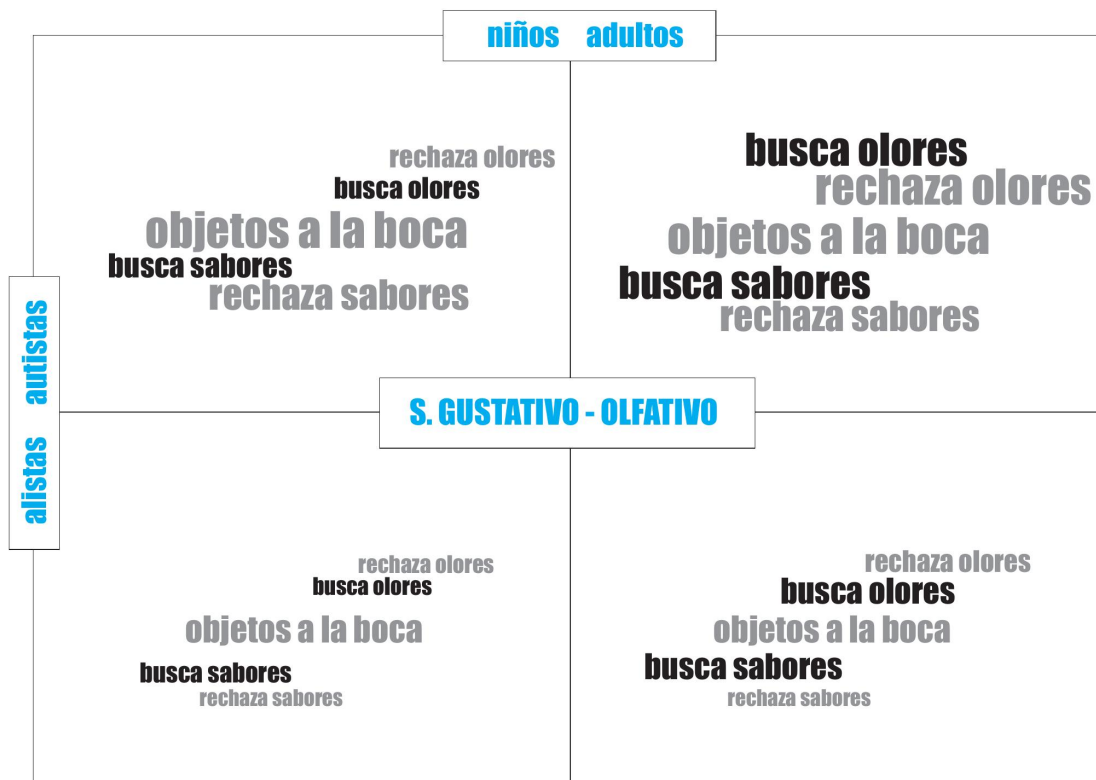 niños adultos
rechaza olores
busca olores
objetos a la boca
busca sabores
rechaza sabores
busca olores
rechaza olores
objetos a la boca
busca sabores
rechaza sabores
alistas autistas
S. GUSTATIVO - OLFATIVO
rechaza olores
busca olores
objetos a la boca
busca sabores
rechaza sabores
rechaza olores
busca olores
objetos a la boca
busca sabores
rechaza sabores